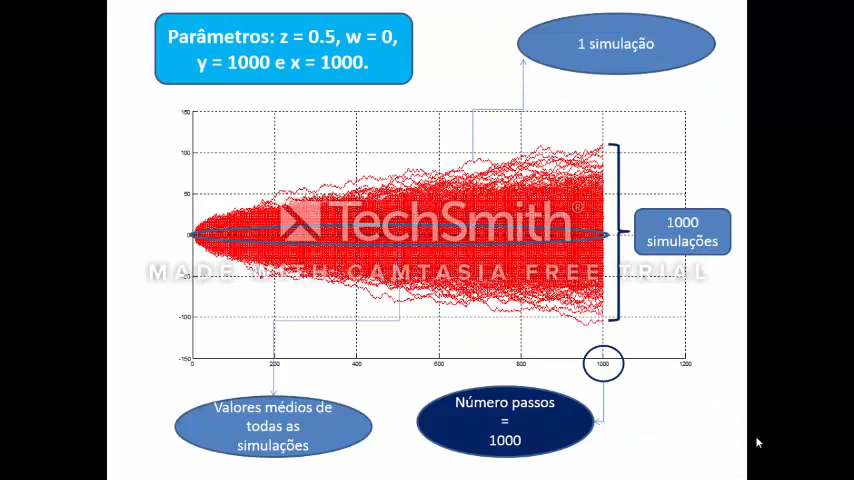 Parâmetros: z = 0.5, w = 0,
y = 1000 e x = 1000.
1 simulação
150
100
50
0
-50
-100
-150
0
200
400
600
800
1000
1200
1000
simulações
TechSmith®
MADE WITH CAMTASIA FREE TRIAL
Valores médios de
todas as
simulações
Número passos
=
1000